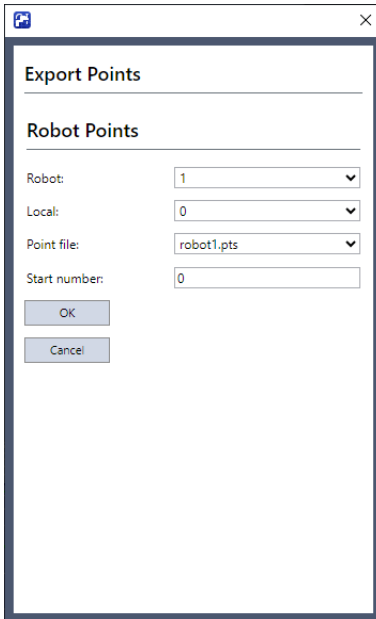 Export Points
Robot Points
Robot: 1
Local: 0
Point file: robot1.pts
Start number: 0
OK
Cancel